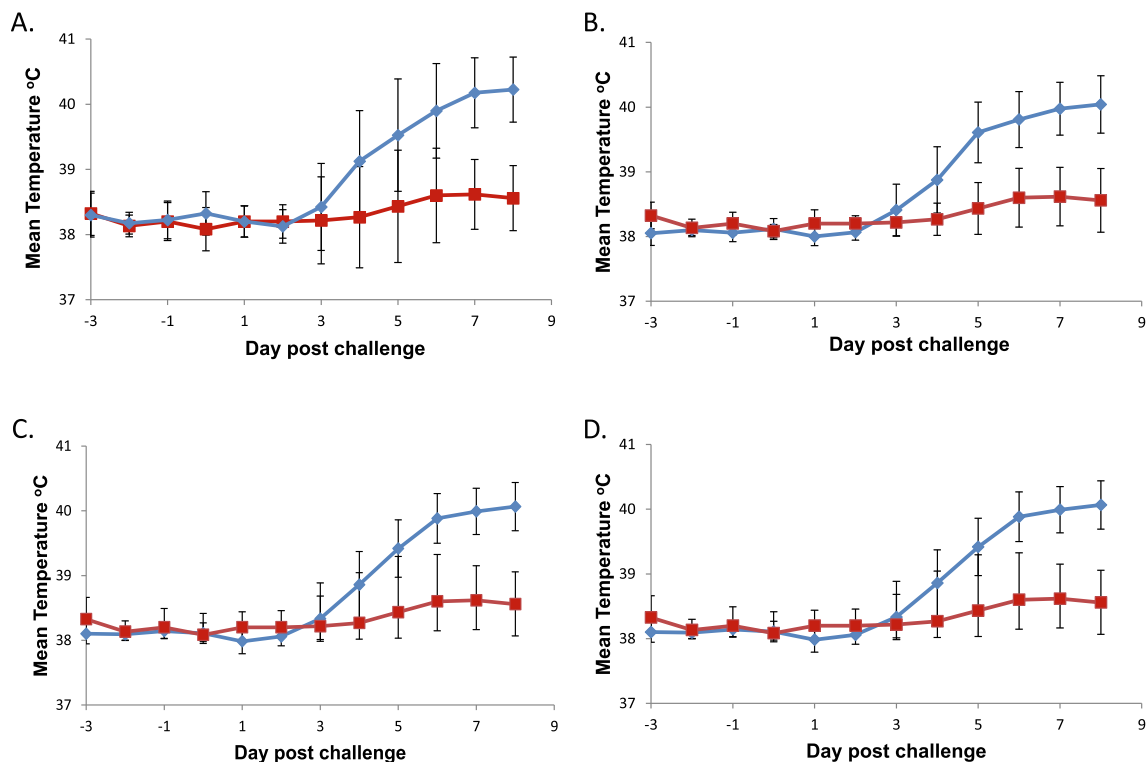 A.
41
40
39
38
37
Mean Temperature ºC
-3 -1 1 3 5 7 9
Day post challenge
B.
41
40
39
38
37
Mean Temperature ºC
-3 -1 1 3 5 7 9
Day post challenge
C.
41
40
39
38
37
Mean Temperature ºC
-3 -1 1 3 5 7 9
Day post challenge
D.
41
40
39
38
37
Mean Temperature ºC
-3 -1 1 3 5 7 9
Day post challenge